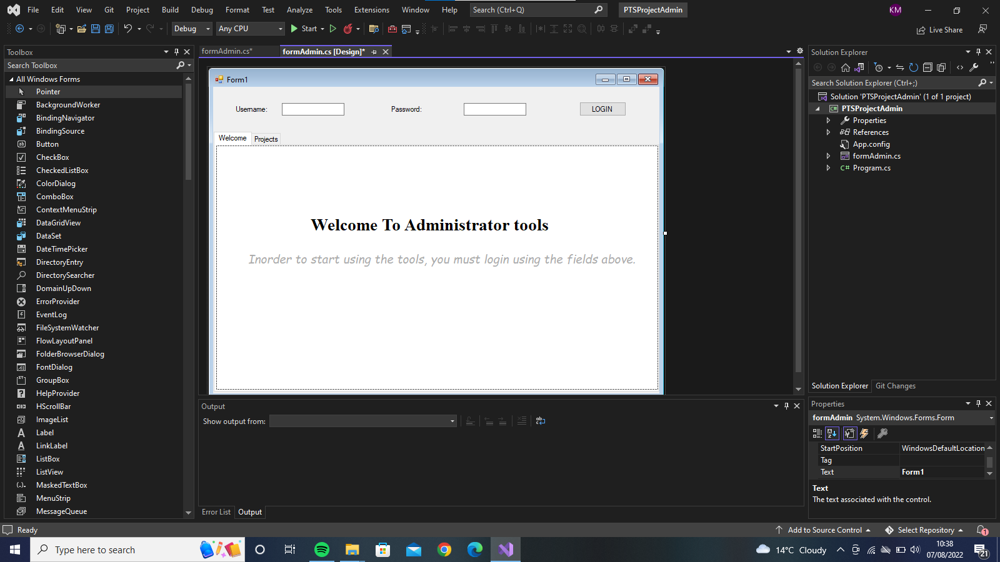 File Edit View Git Project Build Debug Format Test Analyze Tools Extensions Window Help Search (Ctrl+Q) PTSProjectAdmin KM
Debug Any CPU Start Live Share
Toolbox
Search Toolbox
All Windows Forms
Pointer
BackgroundWorker
BindingNavigator
BindingSource
Button
CheckBox
CheckedListBox
ColorDialog
ComboBox
ContextMenuStrip
DataGridView
DataSet
DateTimePicker
DirectoryEntry
DirectorySearcher
DomainUpDown
ErrorProvider
EventLog
FileSystemWatcher
FlowLayoutPanel
FolderBrowserDialog
FontDialog
GroupBox
HelpProvider
HScrollBar
ImageList
Label
LinkLabel
ListBox
ListView
MaskedTextBox
MenuStrip
MessageQueue
formAdmin.cs* formAdmin.cs [Design]*
Form1
Username: Password: LOGIN
Welcome Projects
Welcome To Administrator tools
Inorder to start using the tools, you must login using the fields above.
Output
Show output from:
Error List Output
Solution Explorer
Search Solution Explorer (Ctrl+;)
Solution 'PTSProjectAdmin' (1 of 1 project)
C# PTSProjectAdmin
Properties
References
App.config
formAdmin.cs
C# Program.cs
Solution Explorer Git Changes
Properties
formAdmin System.Windows.Forms.Form
StartPosition WindowsDefaultLocation
Tag
Text Form1
Text
The text associated with the control.
Ready Add to Source Control Select Repository 1
Type here to search 14°C Cloudy 10:38
07/08/2022 21